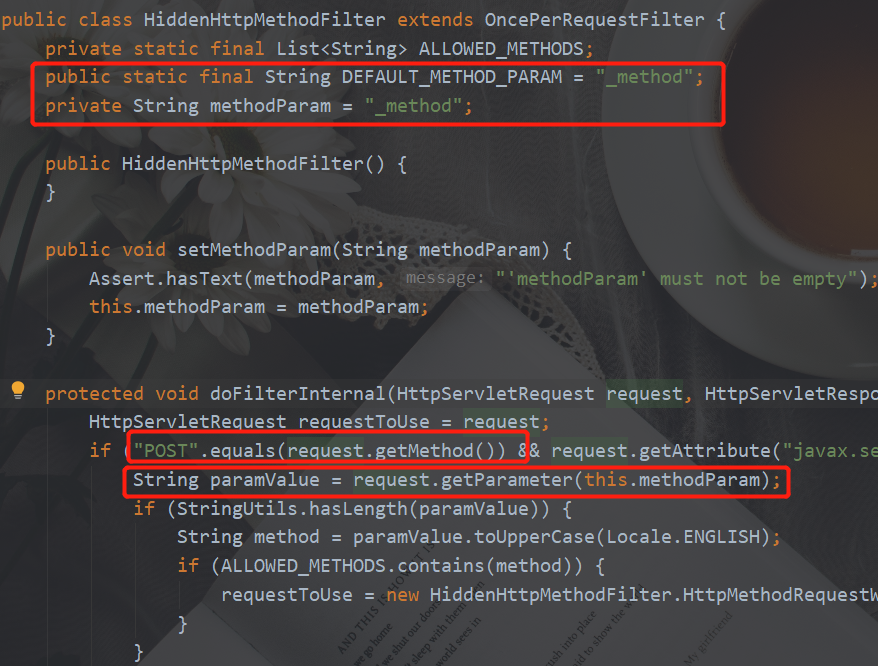 public class HiddenHttpMethodFilter extends OncePerRequestFilter {
private static final List<String> ALLOWED_METHODS;
public static final String DEFAULT_METHOD_PARAM = "_method";
private String methodParam = "_method";
public HiddenHttpMethodFilter() {
}
public void setMethodParam(String methodParam) {
Assert.hasText(methodParam, message: "'methodParam' must not be empty");
this.methodParam = methodParam;
}
protected void doFilterInternal(HttpServletRequest request, HttpServletRespo
HttpServletRequest requestToUse = request;
if ("POST".equals(request.getMethod()) && request.getAttribute("javax.se
String paramValue = request.getParameter(this.methodParam);
if (StringUtils.hasLength(paramValue)) {
String method = paramValue.toUpperCase(Locale.ENGLISH);
if (ALLOWED_METHODS.contains(method)) {
requestToUse = new HiddenHttpMethodFilter.HttpMethodRequestW
}
}